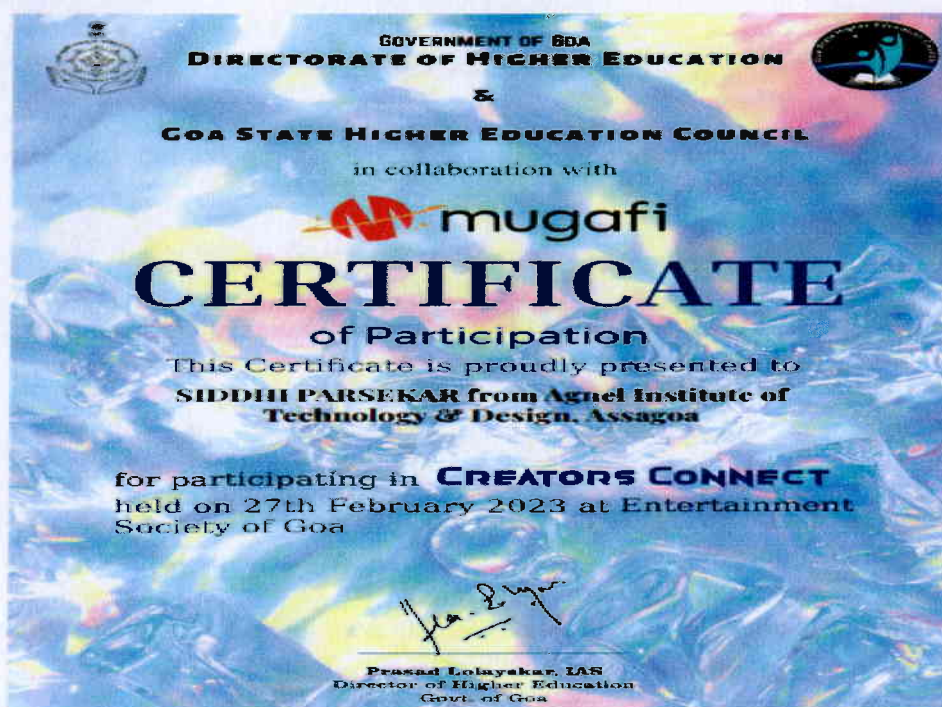 GOVERNMENT OF GOA
DIRECTORATE OF HIGHER EDUCATION
&
GOA STATE HIGHER EDUCATION COUNCIL
in collaboration with
mugafi
CERTIFICATE
of Participation
This Certificate is proudly presented to
SIDDHI PARSEKAR from Agnel Institute of
Technology & Design, Assagoa
for participating in CREATORS CONNECT
held on 27th February 2023 at Entertainment
Society of Goa
Prasad Lolayekar, IAS
Director of Higher Education
Govt. of Goa